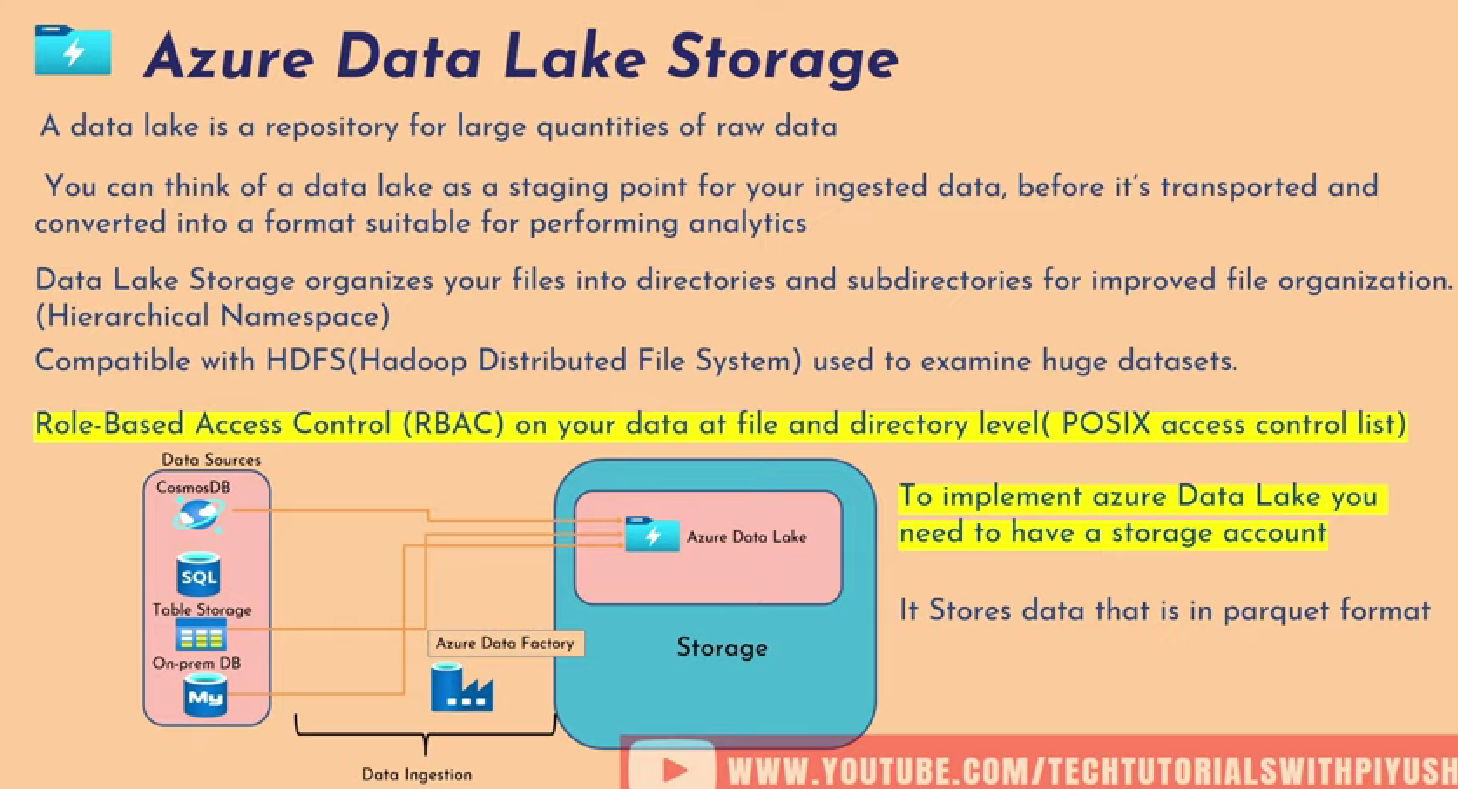 Azure Data Lake Storage
A data lake is a repository for large quantities of raw data
You can think of a data lake as a staging point for your ingested data, before it's transported and
converted into a format suitable for performing analytics
Data Lake Storage organizes your files into directories and subdirectories for improved file organization.
(Hierarchical Namespace)
Compatible with HDFS(Hadoop Distributed File System) used to examine huge datasets.
Role-Based Access Control (RBAC) on your data at file and directory level( POSIX access control list)
Data Sources
CosmosDB
SQL
Table Storage
On-prem DB
My
Azure Data Factory
Data Ingestion
Azure Data Lake
Storage
To implement azure Data Lake you
need to have a storage account
It Stores data that is in parquet format
WWW.YOUTUBE.COM/TECHTUTORIALSWITHPIYUSH